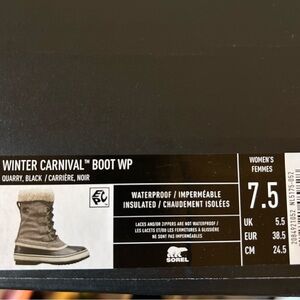 WINTER CARNIVAL™ BOOT WP
QUARRY, BLACK / CARRIÈRE, NOIR
WATERPROOF / IMPERMÉABLE
INSULATED / CHAUDEMENT ISOLÉES
LACES AND/OR ZIPPERS ARE NOT WATERPROOF /
LES LACETS ET/OU LES FERMETURES À GLISSIÈRE
NE SONT PAS IMPERMÉABLES
SOREL
WOMEN'S
FEMMES
7.5
UK 5.5
EUR 38.5
CM 24.5